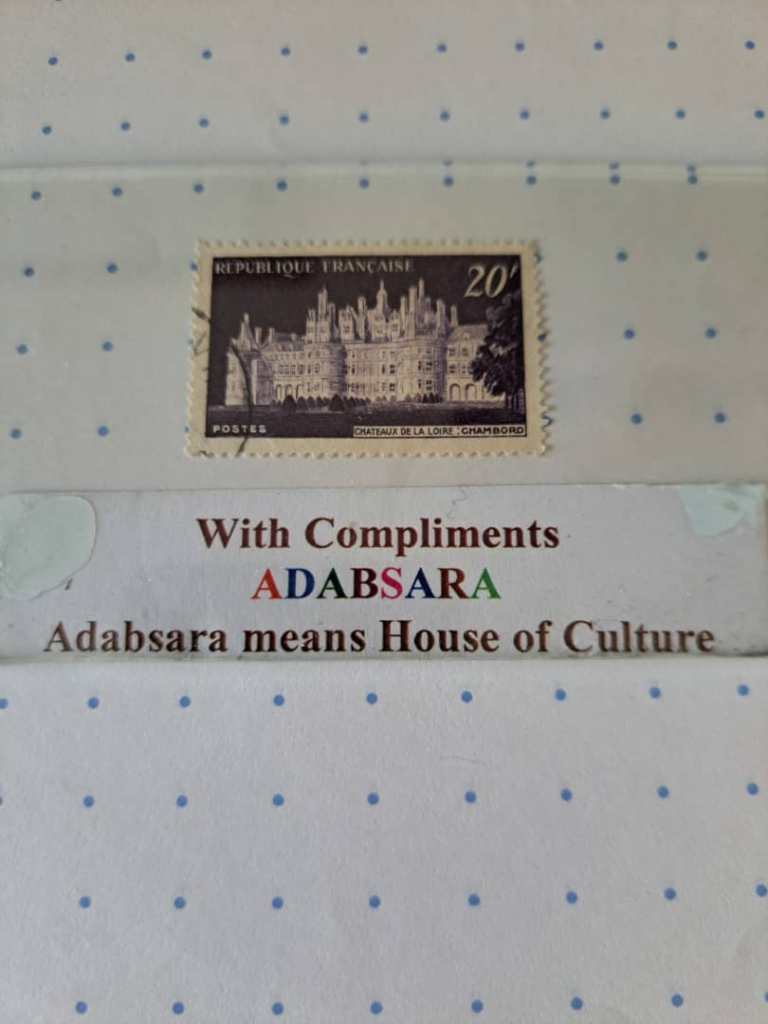 REPUBLIQUE FRANÇAISE
20F
POSTES
CHATEAUX DE LA LOIRE : CHAMBORD
With Compliments
ADABSARA
Adabsara means House of Culture